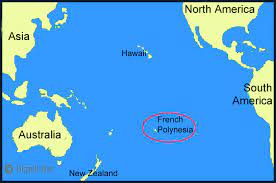 North America
Asia
Hawaii
South
America
French
Polynesia
Australia
New Zealand